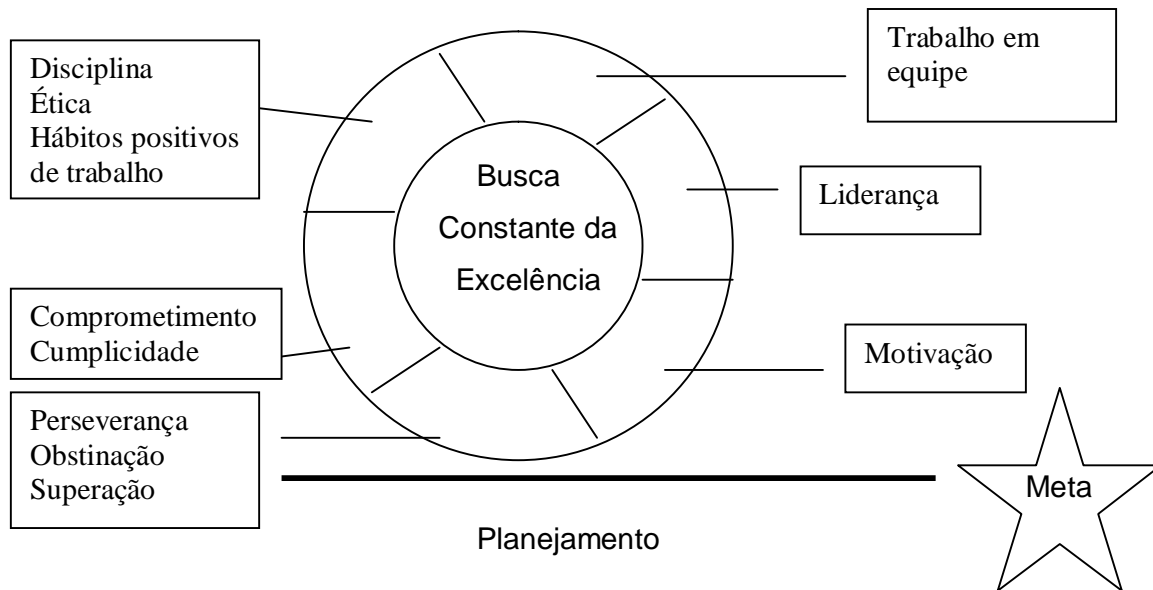 Trabalho em
equipe
Disciplina
Ética
Hábitos positivos
de trabalho
Busca
Constante da
Excelência
Liderança
Comprometimento
Cumplicidade
Motivação
Perseverança
Obstinação
Superação
Meta
Planejamento